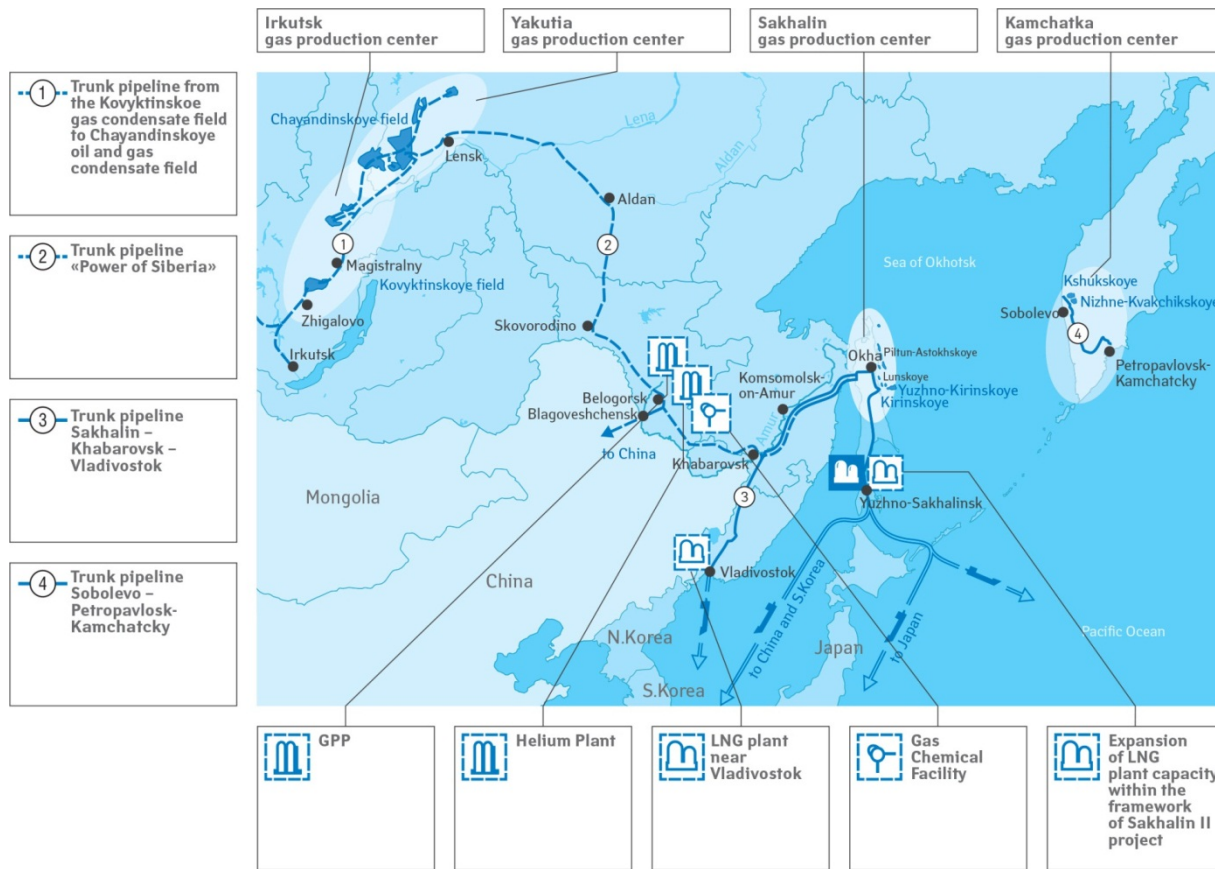 Irkutsk
gas production center
Yakutia
gas production center
Sakhalin
gas production center
Kamchatka
gas production center
1
Trunk pipeline from
the Kovyktinskoe
gas condensate field
to Chayandinskoye
oil and gas
condensate field
2
Trunk pipeline
«Power of Siberia»
3
Trunk pipeline
Sakhalin –
Khabarovsk –
Vladivostok
4
Trunk pipeline
Sobolevo –
Petropavlosk-
Kamchatcky
Chayandinskoye field
Lena
Lensk
Aldan
Aldan
2
1
Magistralny
Kovyktinskoye field
Zhigalovo
Irkutsk
Skovorodino
Sea of Okhotsk
Kshukskoye
Nizhne-Kvakchikskoye
Sobolevo
4
Petropavlovsk-
Kamchatcky
Okha
Piltun-Astokhskoye
Lunskoye
Yuzhno-Kirinskoye
Kirinskoye
Komsomolsk-
on-Amur
Amur
Belogorsk
Blagoveshchensk
to China
Khabarovsk
3
Yuzhno-Sakhalinsk
Mongolia
China
Vladivostok
N.Korea
S.Korea
Japan
to China and S.Korea
to Japan
Pacific Ocean
GPP
Helium Plant
LNG plant
near
Vladivostok
Gas
Chemical
Facility
Expansion
of LNG
plant capacity
within the
framework
of Sakhalin II
project